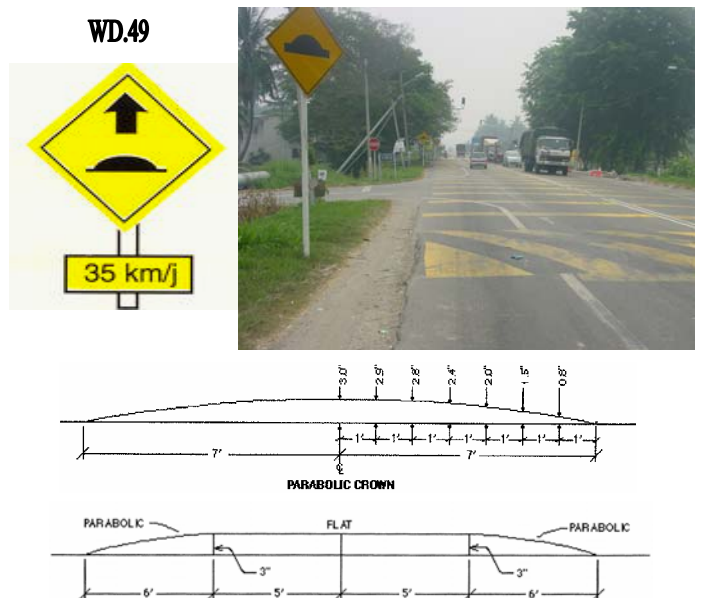 WD.49
35 km/j
3.0" 2.9" 2.8" 2.4" 2.0" 1.5" 0.8"
1' 1' 1' 1' 1' 1' 1'
7' 7'
℄
PARABOLIC CROWN
PARABOLIC FLAT PARABOLIC
3" 3"
6' 5' 5' 6'